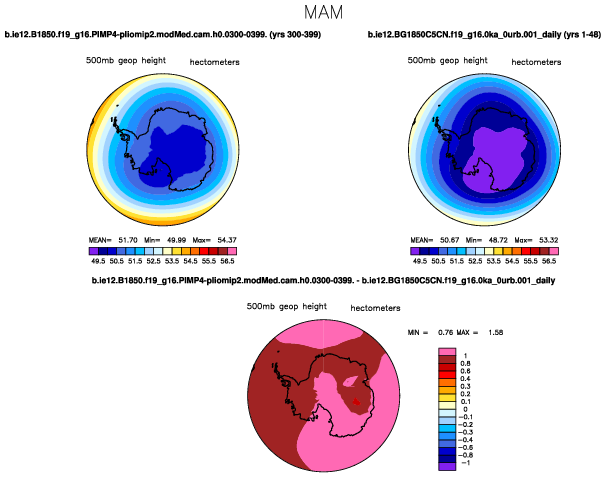 MAM
b.ie12.B1850.f19_g16.PIMP4-pliomip2.modMed.cam.h0.0300-0399. (yrs 300-399)
b.ie12.BG1850C5CN.f19_g16.0ka_0urb.001_daily (yrs 1-48)
500mb geop height hectometers
500mb geop height hectometers
MEAN= 51.70 Min= 49.99 Max= 54.37
49.5 50.5 51.5 52.5 53.5 54.5 55.5 56.5
MEAN= 50.67 Min= 48.72 Max= 53.32
49.5 50.5 51.5 52.5 53.5 54.5 55.5 56.5
b.ie12.B1850.f19_g16.PIMP4-pliomip2.modMed.cam.h0.0300-0399. - b.ie12.BG1850C5CN.f19_g16.0ka_0urb.001_daily
500mb geop height hectometers
MIN = 0.76 MAX = 1.58
1
0.8
0.6
0.4
0.3
0.2
0.1
0
-0.1
-0.2
-0.3
-0.4
-0.6
-0.8
-1